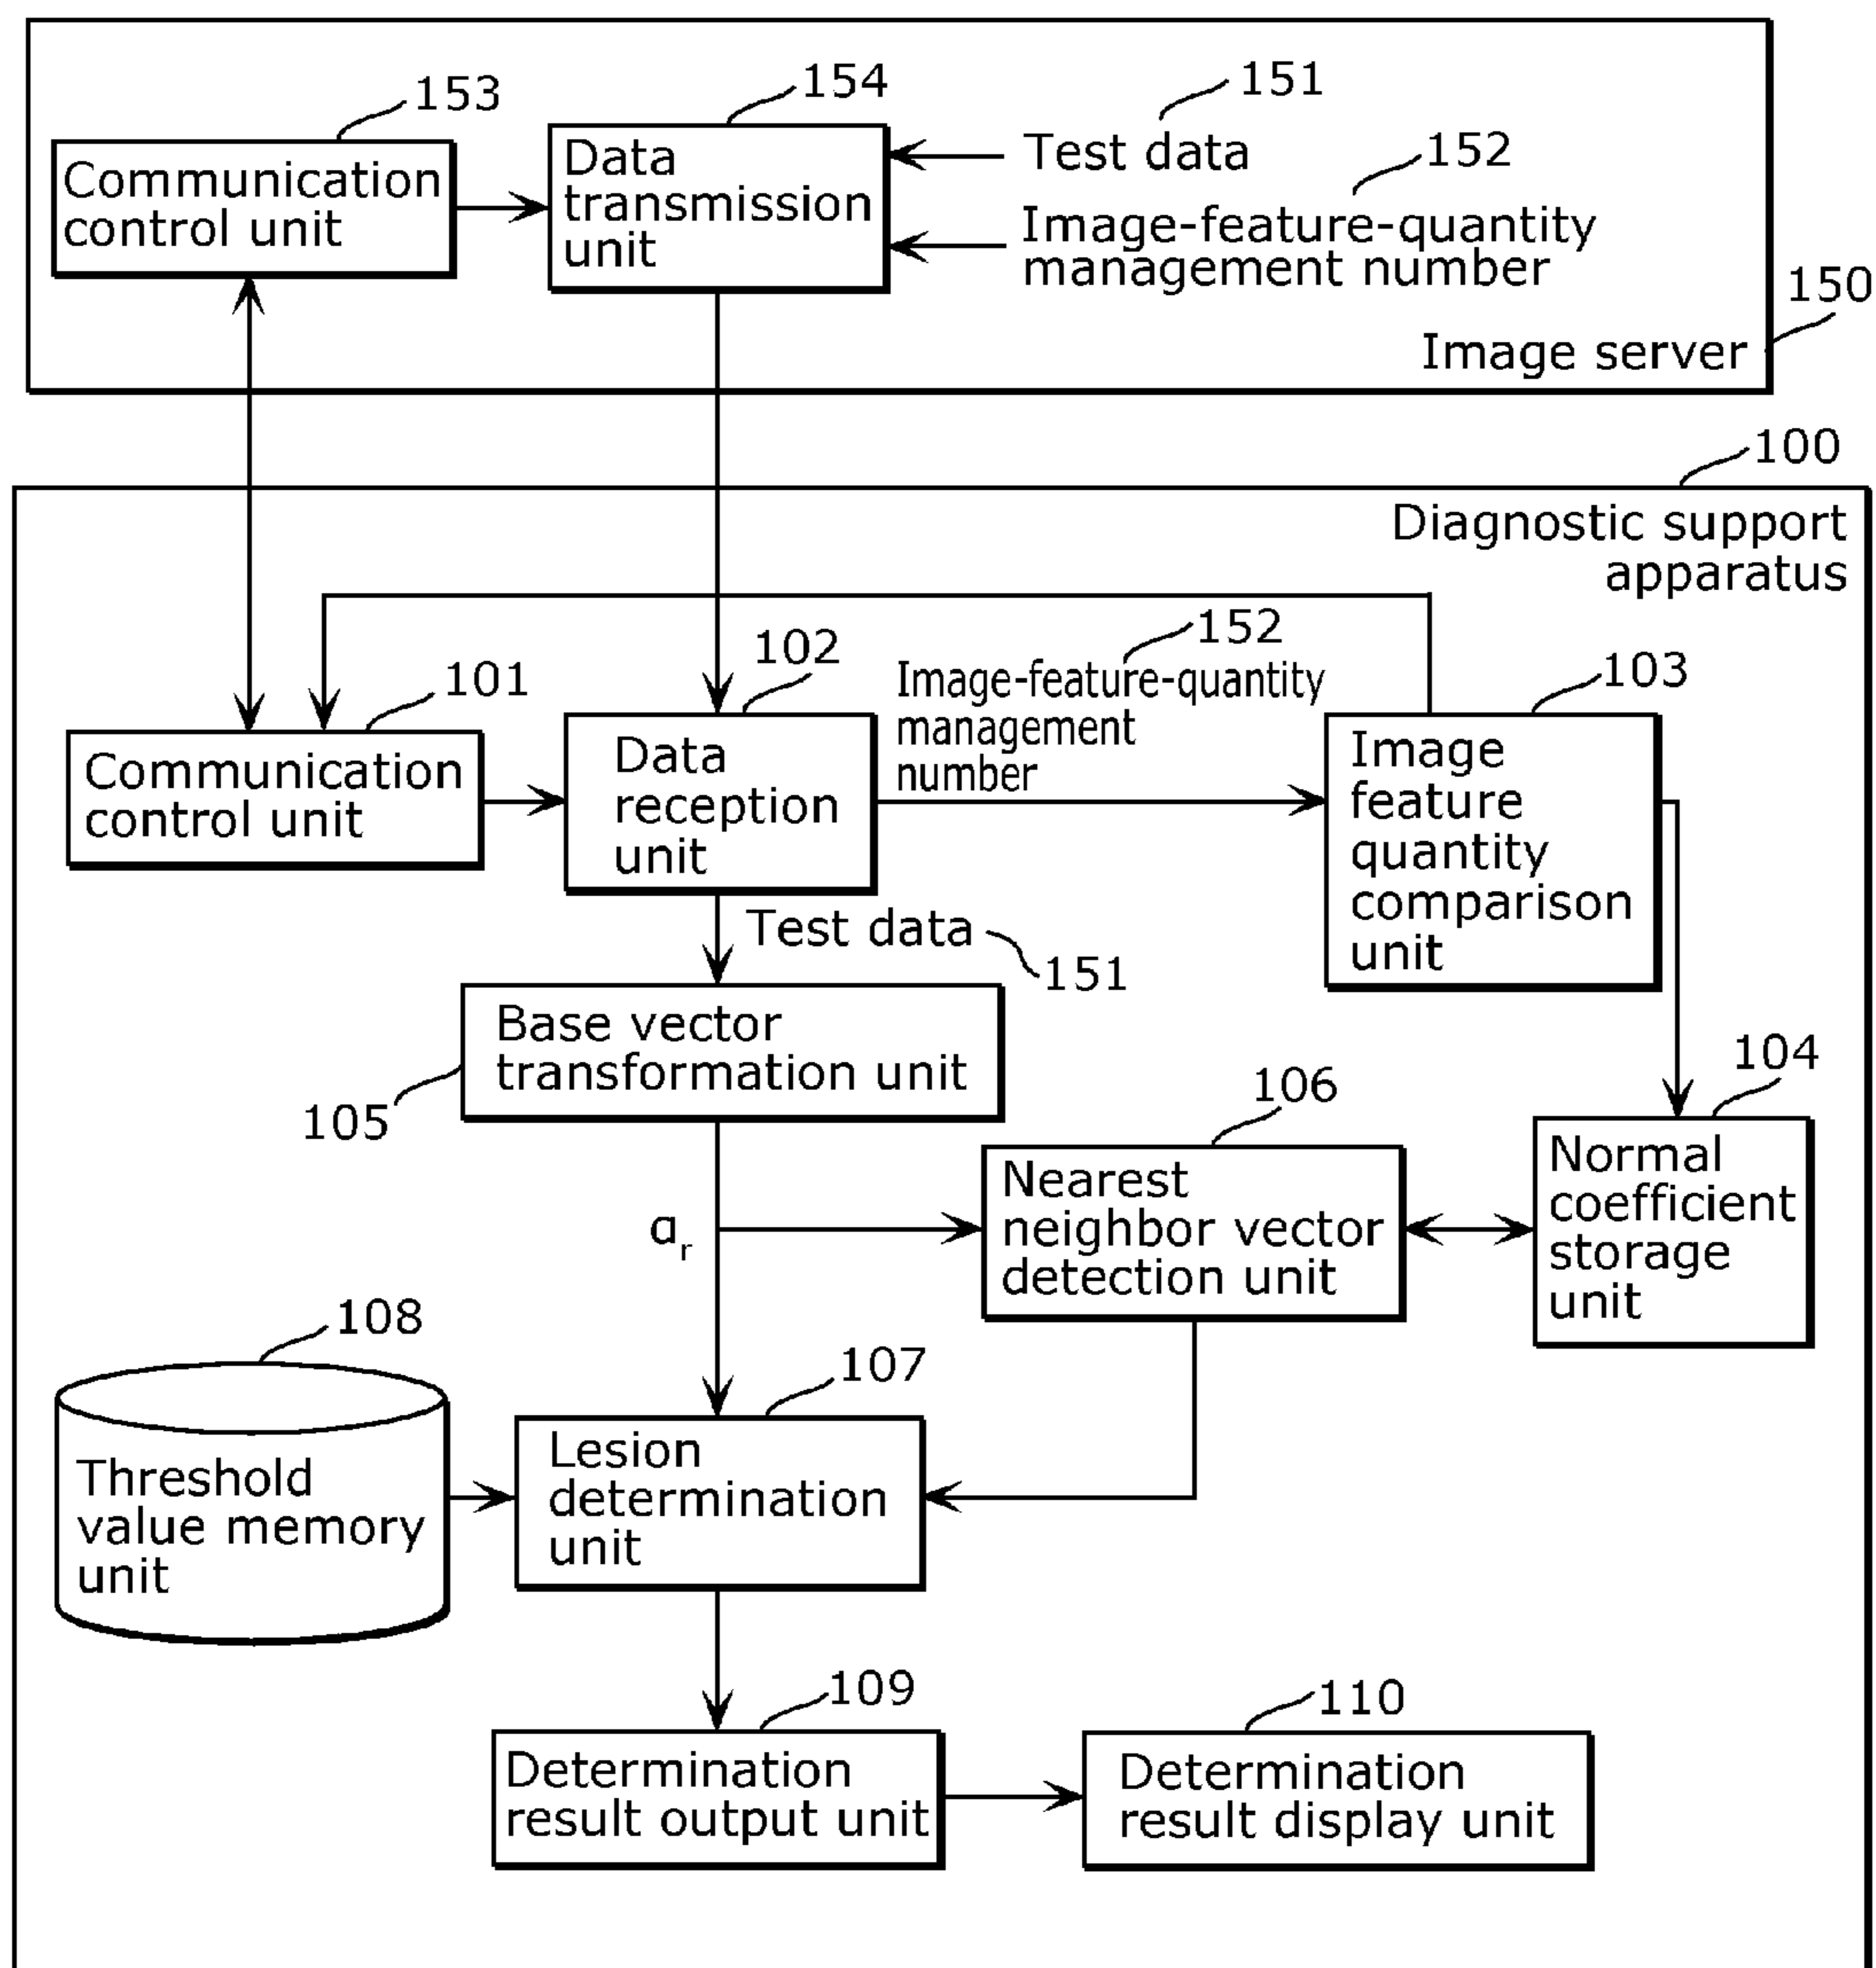 153
154
151
Communication
control unit
Data
transmission
unit
Test data
152
Image-feature-quantity
management number
150
Image server
100
Diagnostic support
apparatus
101
102
152
Image-feature-quantity
management
number
103
Communication
control unit
Data
reception
unit
Image
feature
quantity
comparison
unit
Test data
151
Base vector
transformation unit
105
104
106
Nearest
neighbor vector
detection unit
Normal
coefficient
storage
unit
αr
108
107
Threshold
value memory
unit
Lesion
determination
unit
109
110
Determination
result output unit
Determination
result display unit